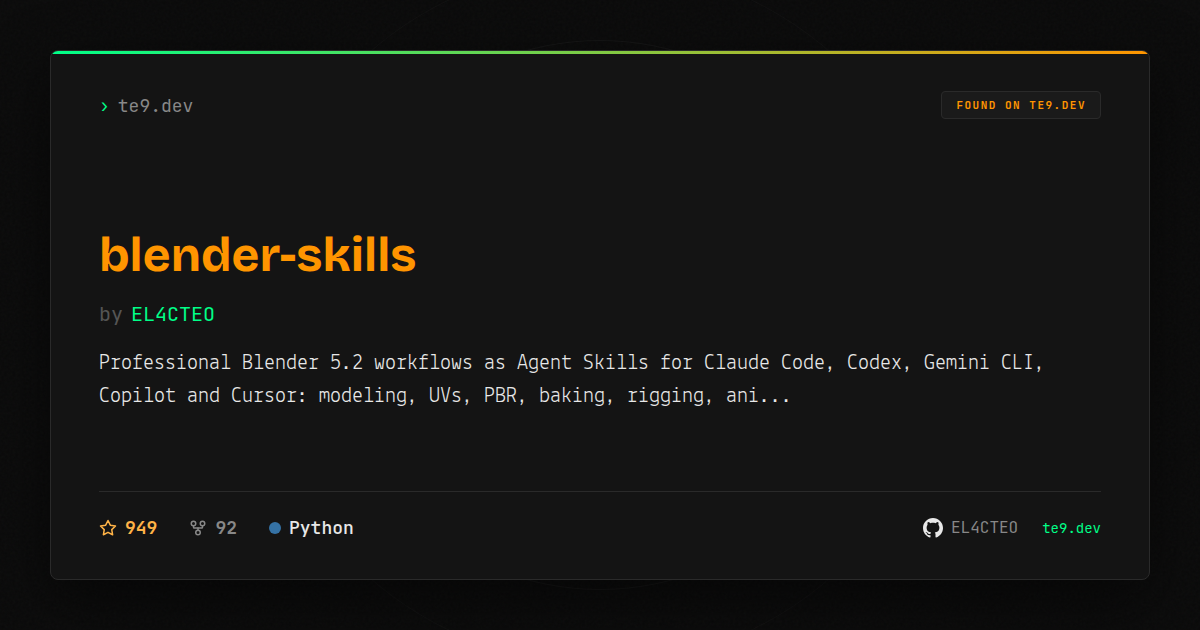 › te9.dev
FOUND ON TE9.DEV
blender-skills
by EL4CTEO
Professional Blender 5.2 workflows as Agent Skills for Claude Code, Codex, Gemini CLI,
Copilot and Cursor: modeling, UVs, PBR, baking, rigging, ani...
949 92 Python
EL4CTEO te9.dev